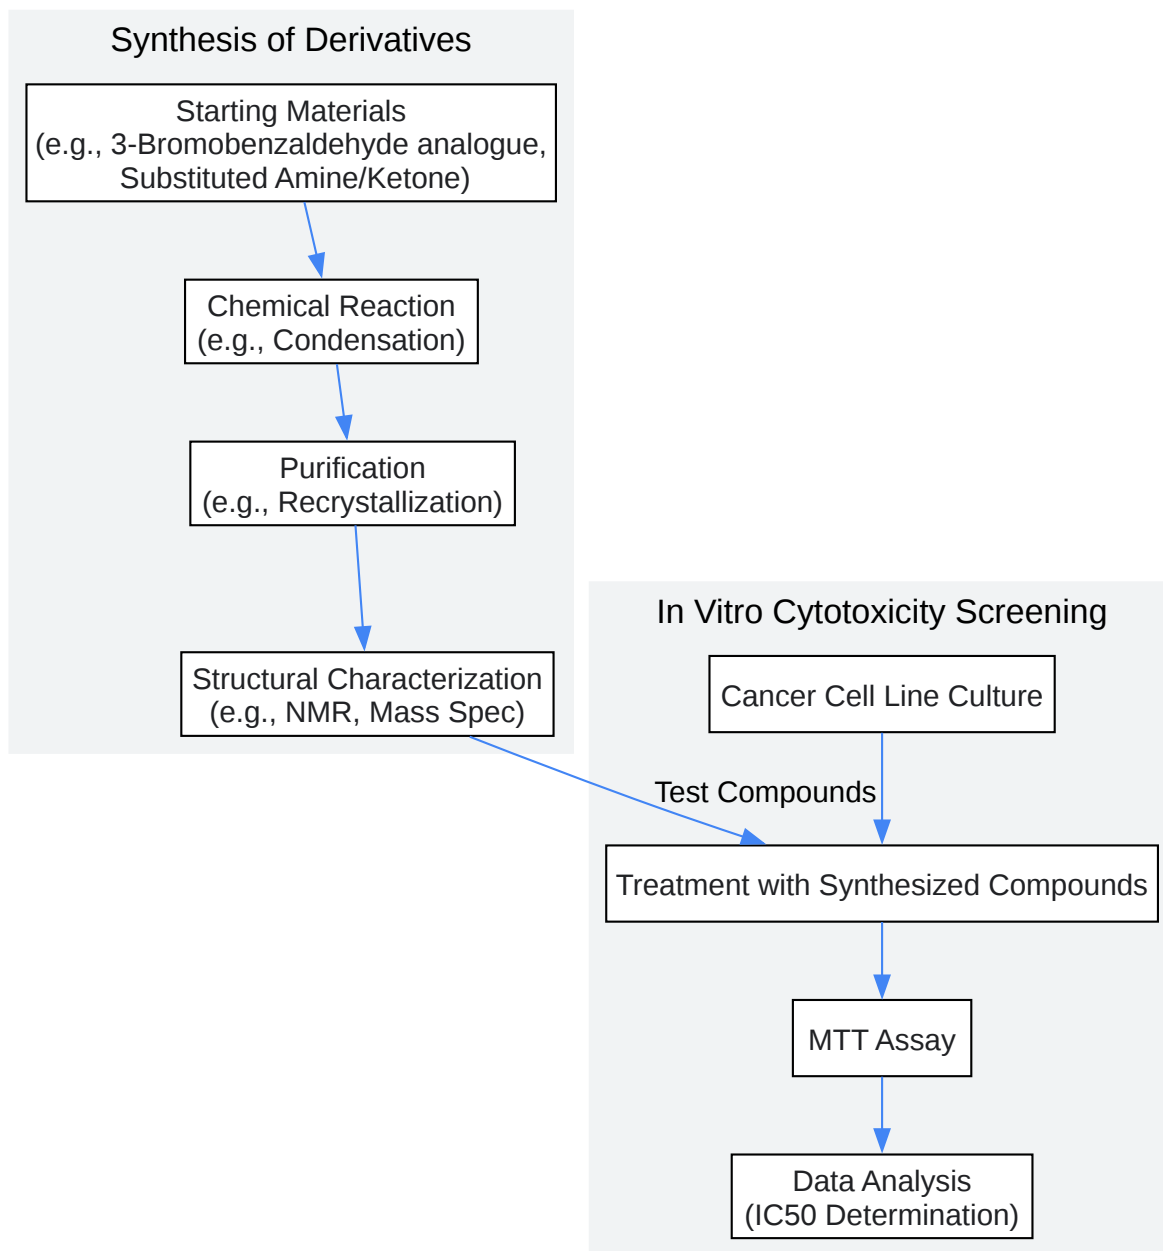 Synthesis of Derivatives
Starting Materials
(e.g., 3-Bromobenzaldehyde analogue,
Substituted Amine/Ketone)
Chemical Reaction
(e.g., Condensation)
Purification
(e.g., Recrystallization)
Structural Characterization
(e.g., NMR, Mass Spec)
In Vitro Cytotoxicity Screening
Cancer Cell Line Culture
Test Compounds
Treatment with Synthesized Compounds
MTT Assay
Data Analysis
(IC50 Determination)